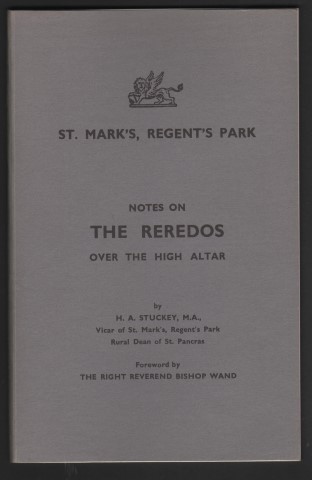 ST. MARK'S, REGENT'S PARK
NOTES ON
THE REREDOS
OVER THE HIGH ALTAR
by
H. A. STUCKEY, M.A.,
Vicar of St. Mark's, Regent's Park
Rural Dean of St. Pancras
Foreword by
THE RIGHT REVEREND BISHOP WAND